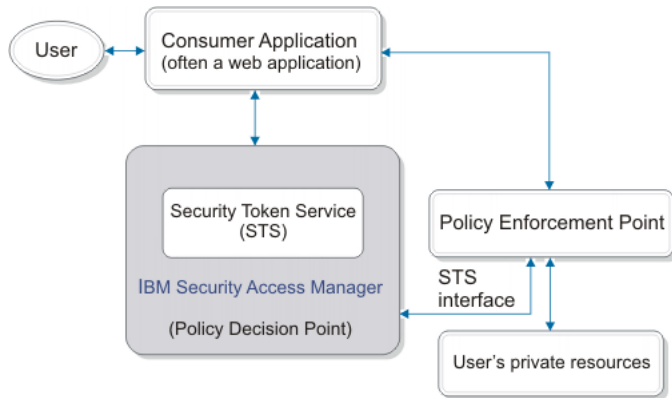 User
Consumer Application
(often a web application)
Security Token Service
(STS)
IBM Security Access Manager
(Policy Decision Point)
Policy Enforcement Point
STS
interface
User's private resources